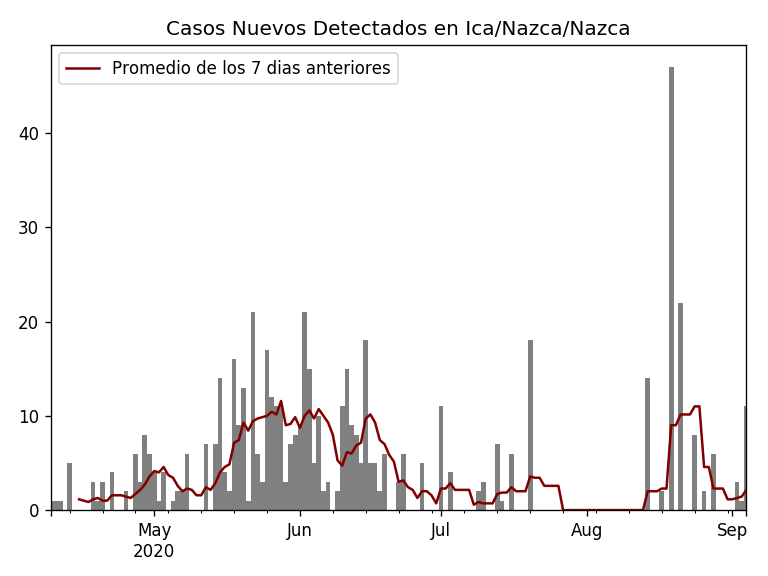 Casos Nuevos Detectados en Ica/Nazca/Nazca
Promedio de los 7 dias anteriores
40
30
20
10
0
May
2020
Jun
Jul
Aug
Sep